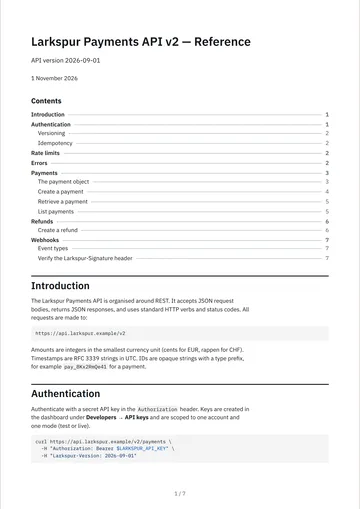 Larkspur Payments API v2 — Reference
API version 2026-09-01
1 November 2026
Contents
Introduction 1
Authentication 1
Versioning 2
Idempotency 2
Rate limits 2
Errors 2
Payments 3
The payment object 3
Create a payment 4
Retrieve a payment 5
List payments 5
Refunds 6
Create a refund 6
Webhooks 7
Event types 7
Verify the Larkspur-Signature header 7
Introduction
The Larkspur Payments API is organised around REST. It accepts JSON request
bodies, returns JSON responses, and uses standard HTTP verbs and status codes. All
requests are made to:
https://api.larkspur.example/v2
Amounts are integers in the smallest currency unit (cents for EUR, rappen for CHF).
Timestamps are RFC 3339 strings in UTC. IDs are opaque strings with a type prefix,
for example pay_8Kx2RmQe41 for a payment.
Authentication
Authenticate with a secret API key in the Authorization header. Keys are created in
the dashboard under Developers → API keys and are scoped to one account and
one mode (test or live).
curl https://api.larkspur.example/v2/payments \
-H "Authorization: Bearer $LARKSPUR_API_KEY" \
-H "Larkspur-Version: 2026-09-01"
1 / 7